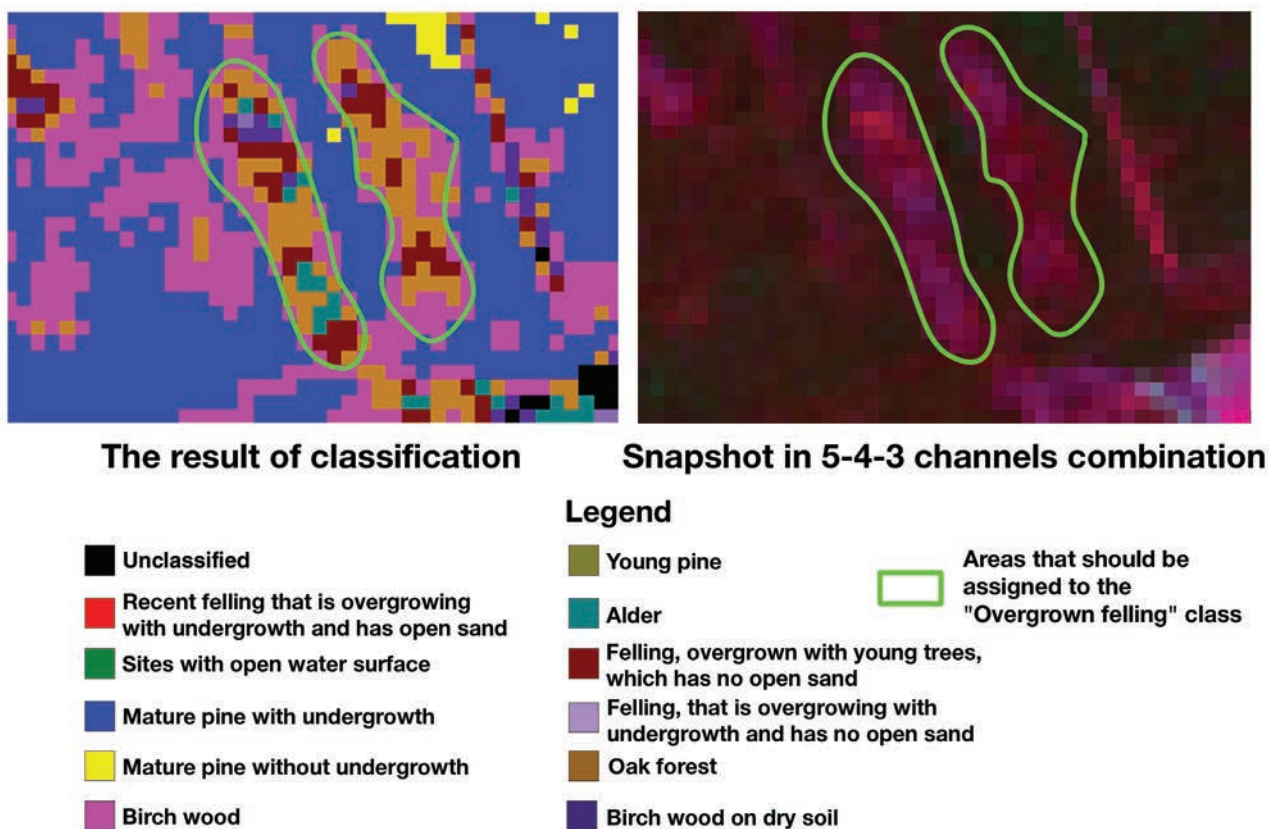 The result of classification
Snapshot in 5-4-3 channels combination
Legend
Unclassified
Recent felling that is overgrowing
with undergrowth and has open sand
Sites with open water surface
Mature pine with undergrowth
Mature pine without undergrowth
Birch wood
Young pine
Alder
Felling, overgrown with young trees,
which has no open sand
Felling, that is overgrowing with
undergrowth and has no open sand
Oak forest
Birch wood on dry soil
Areas that should be
assigned to the
"Overgrown felling" class